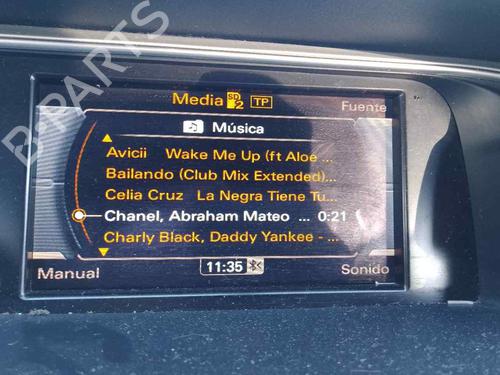 B-PARTS
Media SD 2 TP
Fuente
Música
Avicii Wake Me Up (ft Aloe ...
Bailando (Club Mix Extended)...
Celia Cruz La Negra Tiene Tu...
Chanel, Abraham Mateo ... 0:21
Charly Black, Daddy Yankee - ...
Manual
11:35
Sonido